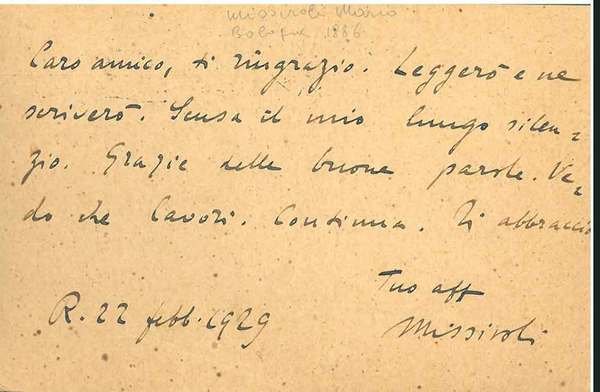 Missiroli Mario
Bologna 1886
Caro amico, ti ringrazio. Leggerò e ne
scriverò. Scusa il mio lungo silen=
zio. Grazie delle buone parole. Ve=
do che lavori. Continua. Ti abbraccio
Tuo aff
Missiroli
R. 22 febb. 1929